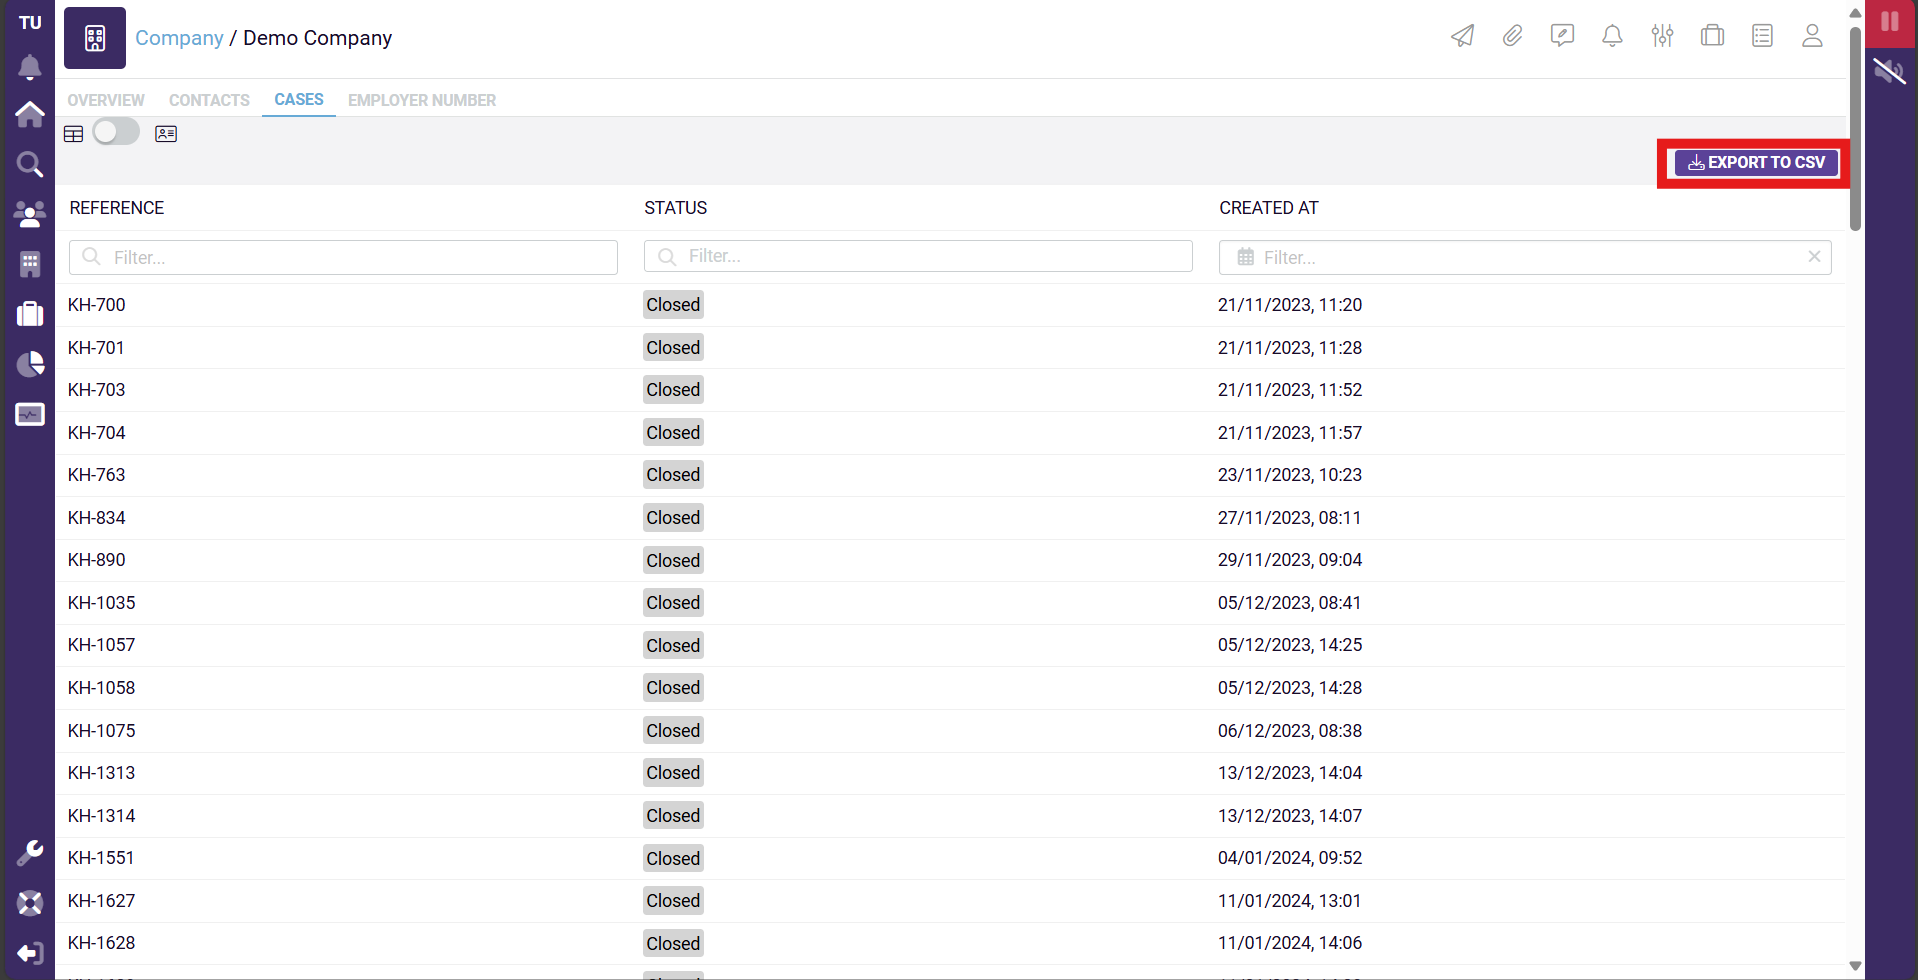 TU
Company / Demo Company
OVERVIEW CONTACTS CASES EMPLOYER NUMBER
EXPORT TO CSV
REFERENCE STATUS CREATED AT
Filter... Filter... Filter...
KH-700 Closed 21/11/2023, 11:20
KH-701 Closed 21/11/2023, 11:28
KH-703 Closed 21/11/2023, 11:52
KH-704 Closed 21/11/2023, 11:57
KH-763 Closed 23/11/2023, 10:23
KH-834 Closed 27/11/2023, 08:11
KH-890 Closed 29/11/2023, 09:04
KH-1035 Closed 05/12/2023, 08:41
KH-1057 Closed 05/12/2023, 14:25
KH-1058 Closed 05/12/2023, 14:28
KH-1075 Closed 06/12/2023, 08:38
KH-1313 Closed 13/12/2023, 14:04
KH-1314 Closed 13/12/2023, 14:07
KH-1551 Closed 04/01/2024, 09:52
KH-1627 Closed 11/01/2024, 13:01
KH-1628 Closed 11/01/2024, 14:06